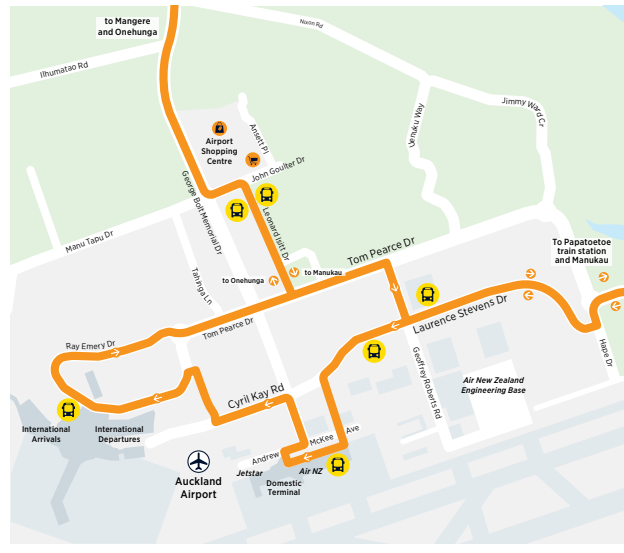 to Mangere
and Onehunga
Nixon Rd
Ilhumatao Rd
Jimmy Ward Cr
Uenuku Way
Ansett Pl
Airport
Shopping
Centre
John Goulter Dr
George Bolt Memorial Dr
Leonard Isitt Dr
Manu Tapu Dr
Tom Pearce Dr
To Papatoetoe
train station
and Manukau
to Onehunga
to Manukau
Tahinga Ln
Laurence Stevens Dr
Tom Pearce Dr
Ray Emery Dr
Geoffrey Roberts Rd
Hape Dr
Air New Zealand
Engineering Base
Cyril Kay Rd
International
Arrivals
International
Departures
Andrew
McKee
Ave
Jetstar
Air NZ
Auckland
Airport
Domestic
Terminal